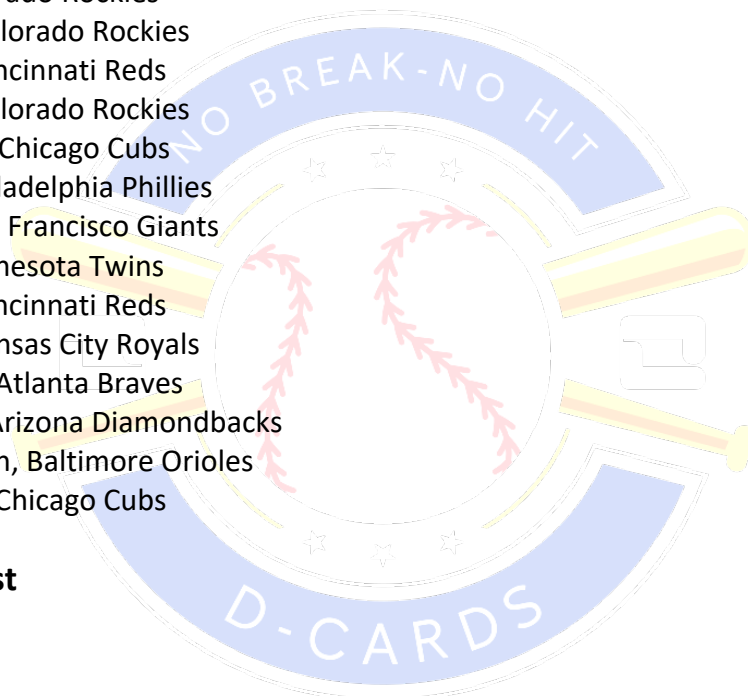 Rockies
lorado Rockies
ncinnati Reds
lorado Rockies
Chicago Cubs
ladelphia Phillies
Francisco Giants
nesota Twins
ncinnati Reds
nsas City Royals
Atlanta Braves
Arizona Diamondbacks
n, Baltimore Orioles
Chicago Cubs
st
NO BREAK-NO HIT
D-CARDS